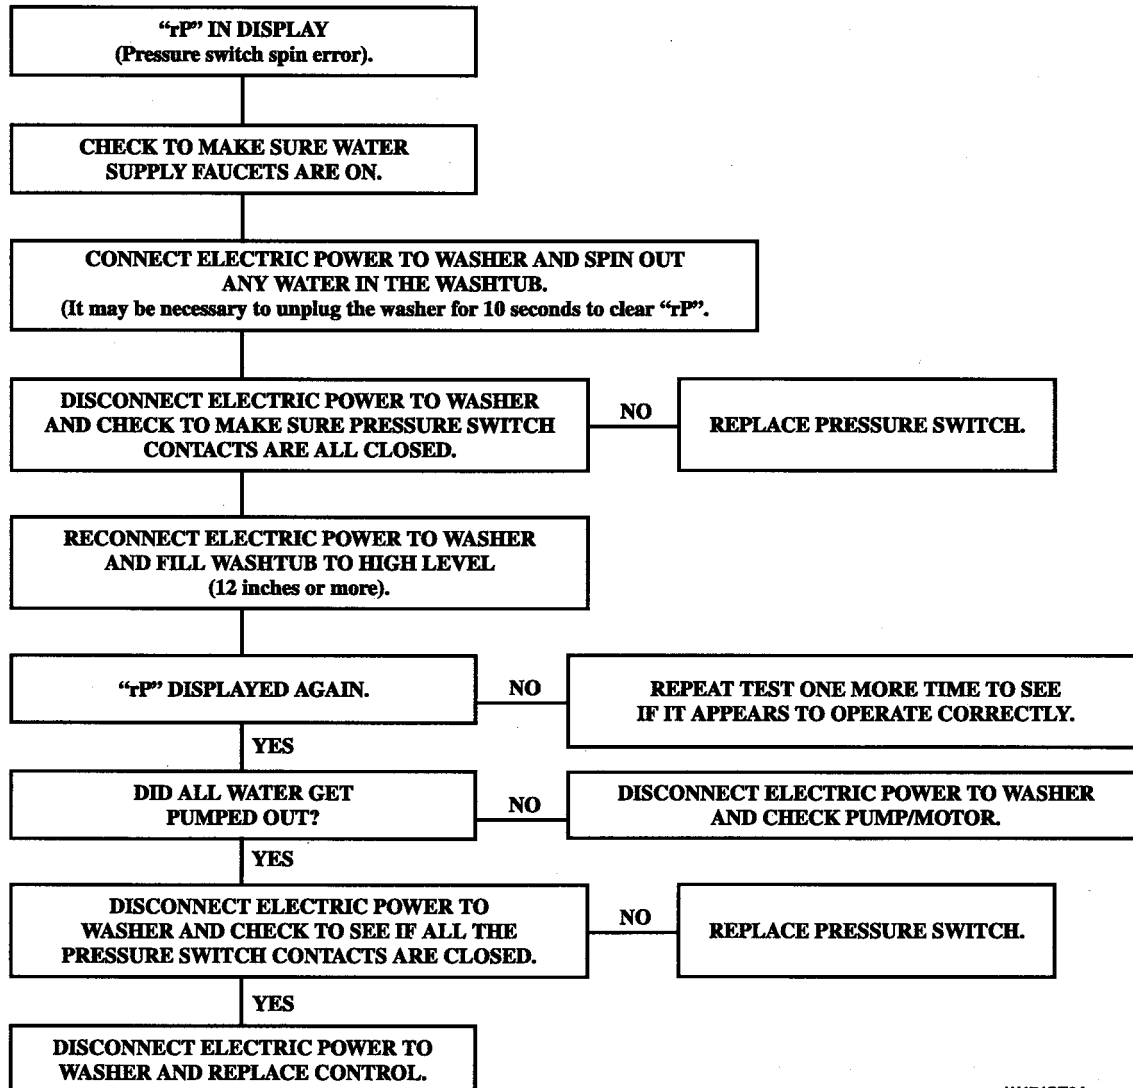 “rP” IN DISPLAY
(Pressure switch spin error).
CHECK TO MAKE SURE WATER
SUPPLY FAUCETS ARE ON.
CONNECT ELECTRIC POWER TO WASHER AND SPIN OUT
ANY WATER IN THE WASHTUB.
(It may be necessary to unplug the washer for 10 seconds to clear “rP”.
DISCONNECT ELECTRIC POWER TO WASHER
AND CHECK TO MAKE SURE PRESSURE SWITCH
CONTACTS ARE ALL CLOSED.
NO
REPLACE PRESSURE SWITCH.
RECONNECT ELECTRIC POWER TO WASHER
AND FILL WASHTUB TO HIGH LEVEL
(12 inches or more).
“rP” DISPLAYED AGAIN.
NO
REPEAT TEST ONE MORE TIME TO SEE
IF IT APPEARS TO OPERATE CORRECTLY.
YES
DID ALL WATER GET
PUMPED OUT?
NO
DISCONNECT ELECTRIC POWER TO WASHER
AND CHECK PUMP/MOTOR.
YES
DISCONNECT ELECTRIC POWER TO
WASHER AND CHECK TO SEE IF ALL THE
PRESSURE SWITCH CONTACTS ARE CLOSED.
NO
REPLACE PRESSURE SWITCH.
YES
DISCONNECT ELECTRIC POWER TO
WASHER AND REPLACE CONTROL.